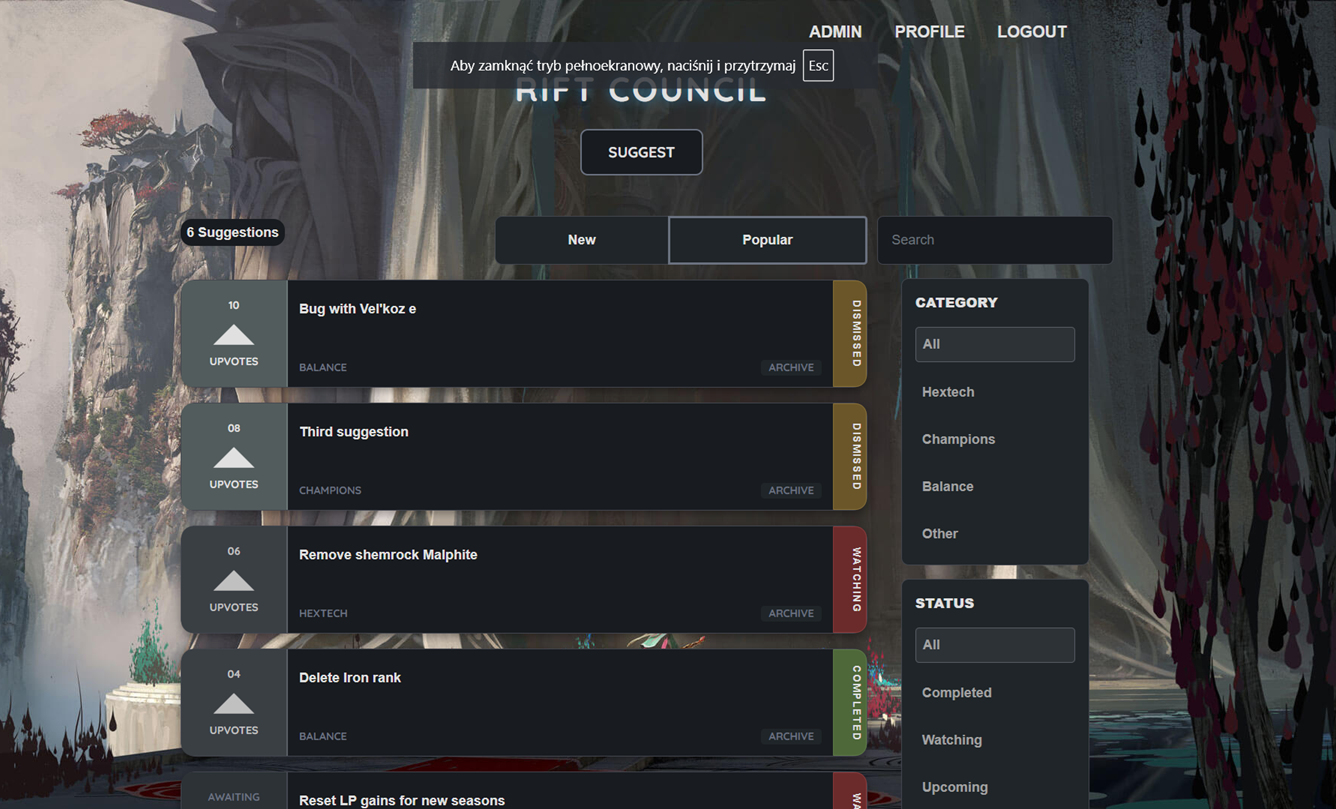 ADMIN PROFILE LOGOUT
Aby zamknąć tryb pełnoekranowy, naciśnij i przytrzymaj Esc
RIFT COUNCIL
SUGGEST
6 Suggestions
New Popular Search
10
UPVOTES
Bug with Vel'koz e
BALANCE
ARCHIVE
DISMISSED
08
UPVOTES
Third suggestion
CHAMPIONS
ARCHIVE
DISMISSED
06
UPVOTES
Remove shemrock Malphite
HEXTECH
ARCHIVE
WATCHING
04
UPVOTES
Delete Iron rank
BALANCE
ARCHIVE
COMPLETED
AWAITING
Reset LP gains for new seasons
CATEGORY
All
Hextech
Champions
Balance
Other
STATUS
All
Completed
Watching
Upcoming